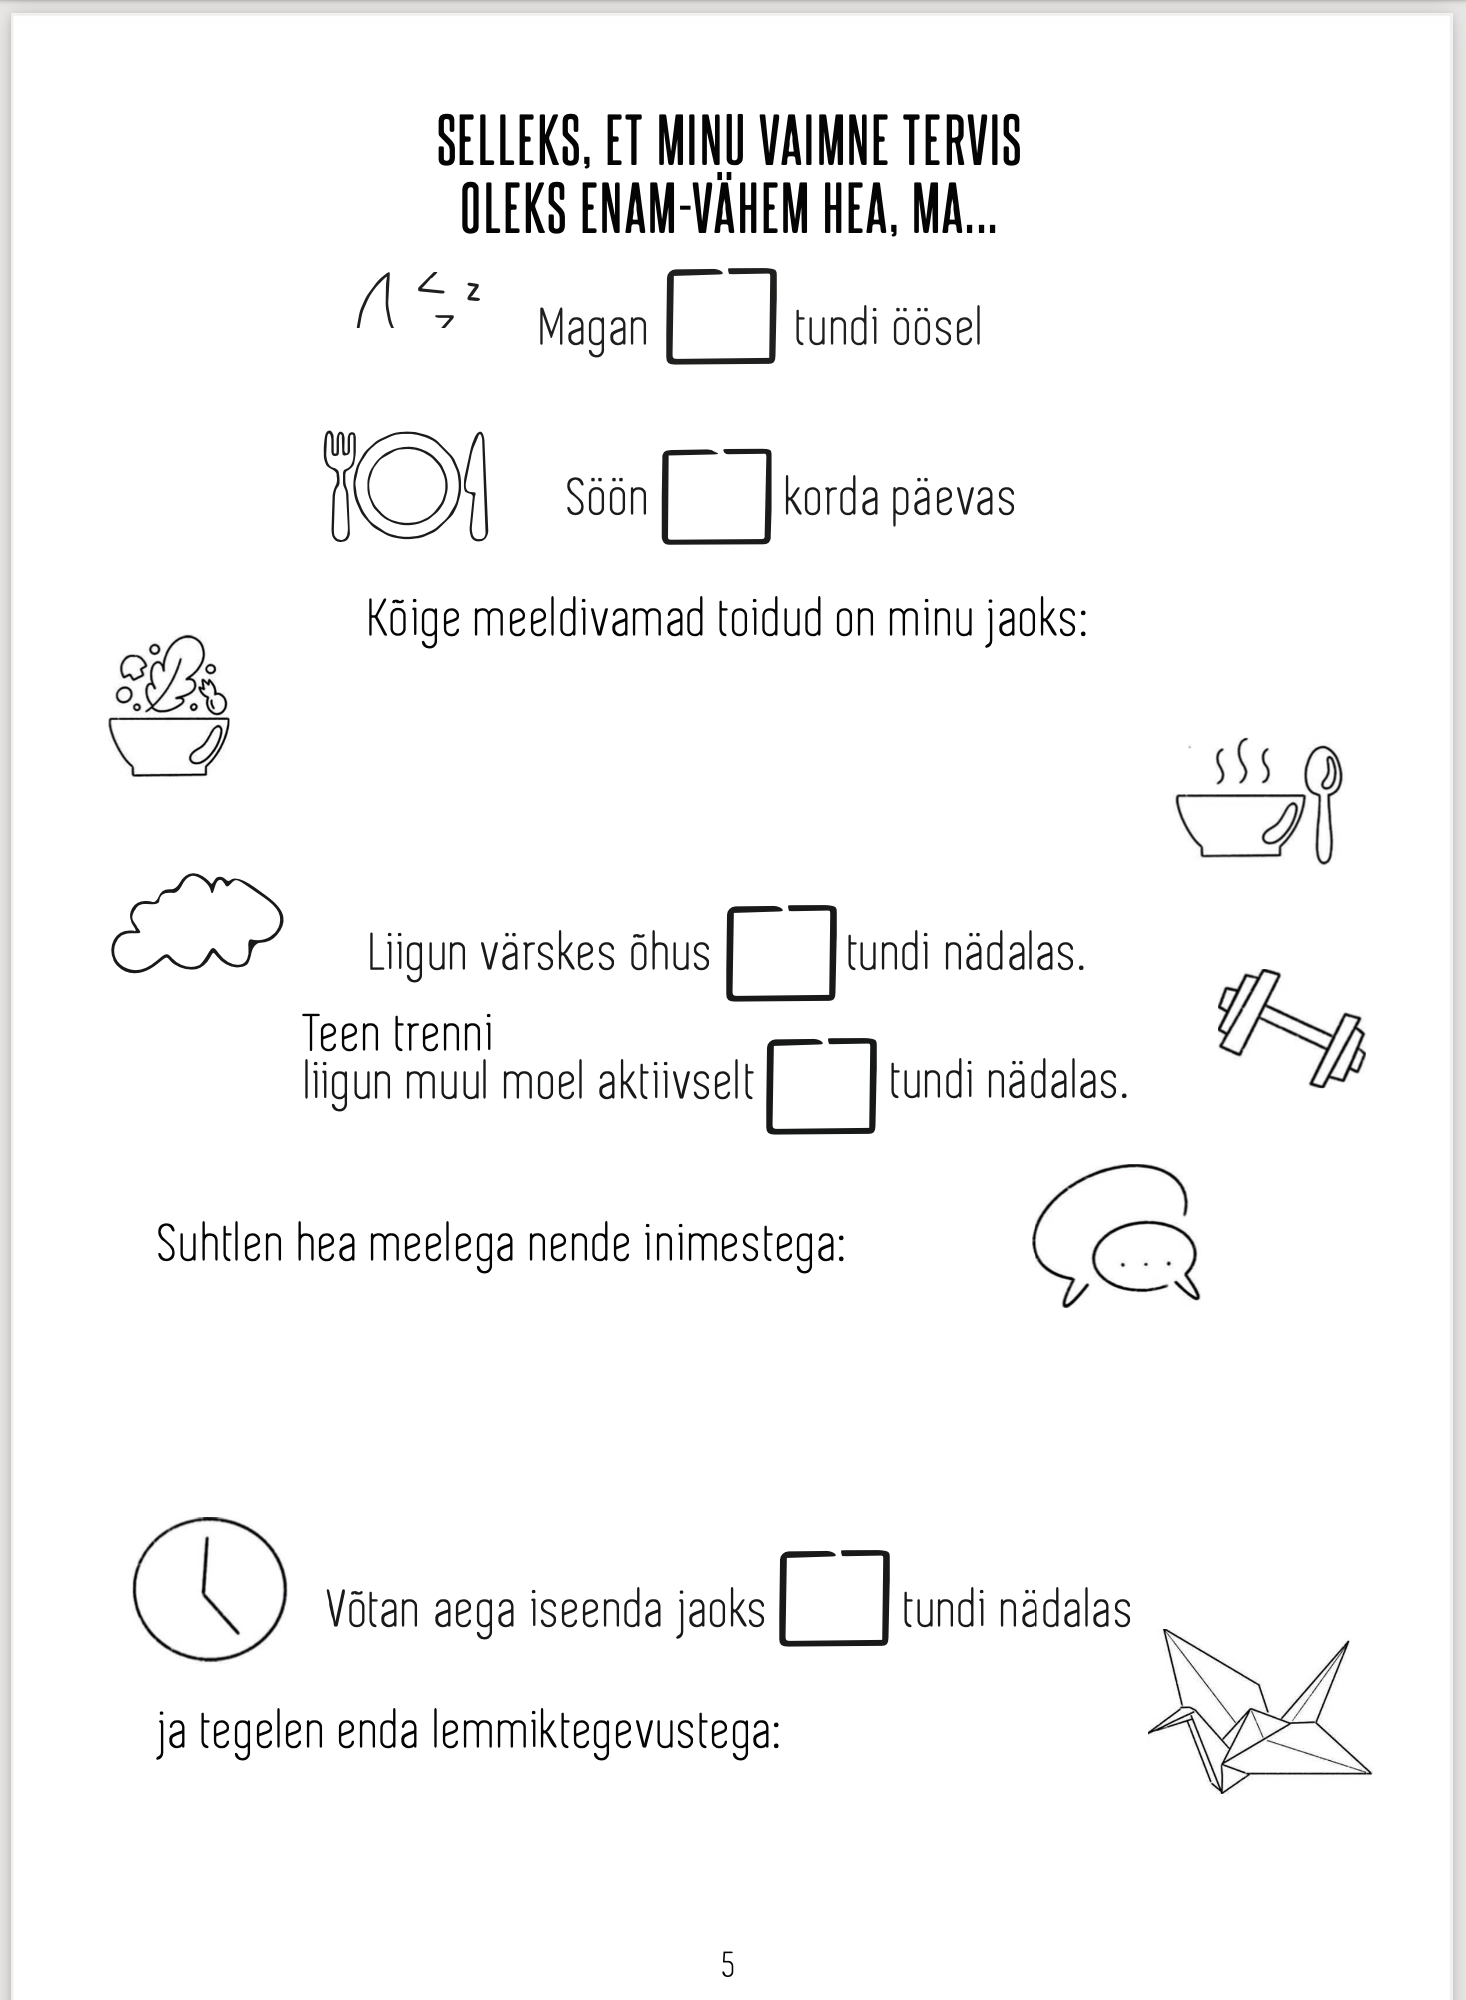 SELLEKS, ET MINU VAIMNE TERVIS
OLEKS ENAM-VÄHEM HEA, MA...
z
Magan tundi öösel
Söön korda päevas
Kõige meeldivamad toidud on minu jaoks:
Liigun värskes õhus tundi nädalas.
Teen trenni
liigun muul moel aktiivselt tundi nädalas.
Suhtlen hea meelega nende inimestega:
Võtan aega iseenda jaoks tundi nädalas
ja tegelen enda lemmiktegevustega:
5